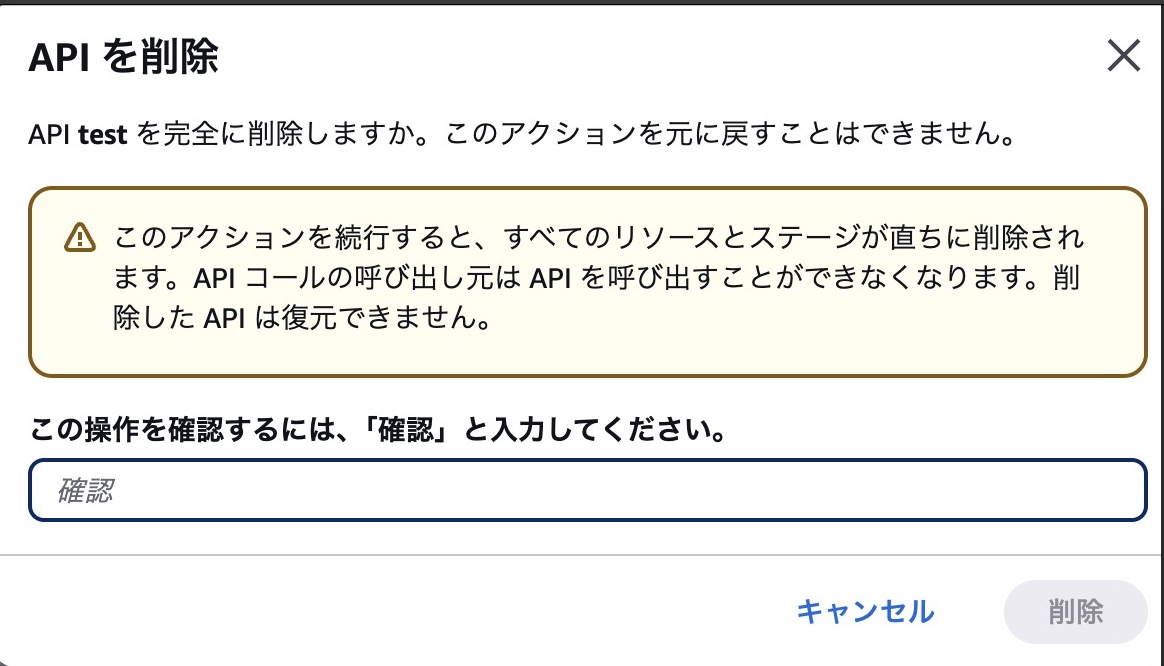 API を削除
API test を完全に削除しますか。このアクションを元に戻すことはできません。
このアクションを続行すると、すべてのリソースとステージが直ちに削除され
ます。API コールの呼び出し元は API を呼び出すことができなくなります。削
除した API は復元できません。
この操作を確認するには、「確認」と入力してください。
確認
キャンセル
削除